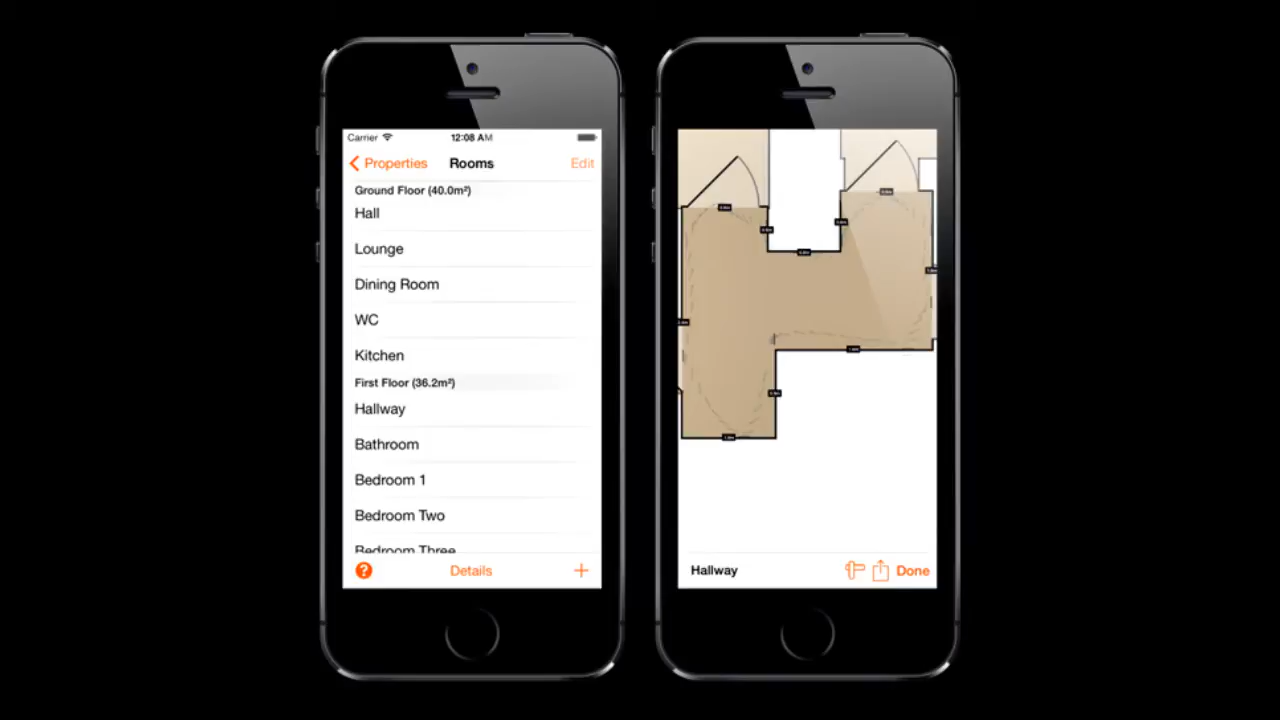 Carrier 12:08 AM
Properties Rooms Edit
Ground Floor (40.0m²)
Hall
Lounge
Dining Room
WC
Kitchen
First Floor (36.2m²)
Hallway
Bathroom
Bedroom 1
Bedroom Two
Bedroom Three
? Details +
Hallway Done